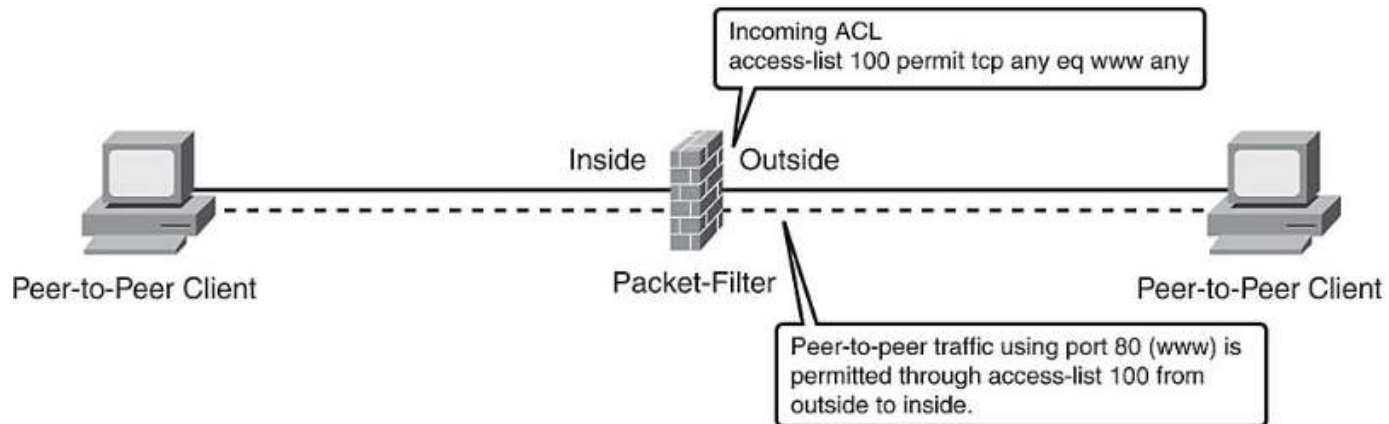 Incoming ACL
access-list 100 permit tcp any eq www any
Inside
Outside
Peer-to-Peer Client
Packet-Filter
Peer-to-Peer Client
Peer-to-peer traffic using port 80 (www) is
permitted through access-list 100 from
outside to inside.